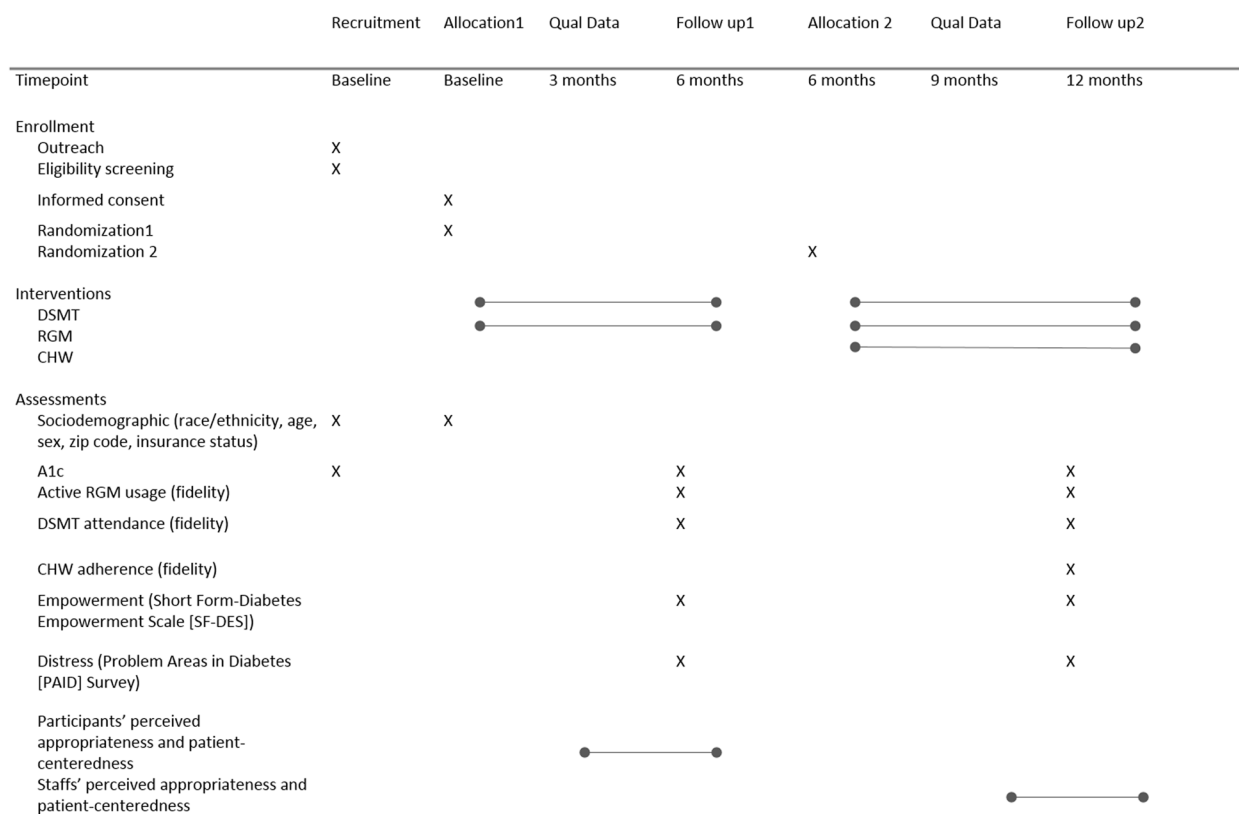 Recruitment Allocation1 Qual Data Follow up1 Allocation 2 Qual Data Follow up2
Timepoint Baseline Baseline 3 months 6 months 6 months 9 months 12 months
Enrollment
Outreach X
Eligibility screening X
Informed consent X
Randomization1 X
Randomization 2 X
Interventions
DSMT
RGM
CHW
Assessments
Sociodemographic (race/ethnicity, age, X X
sex, zip code, insurance status)
A1c X X X
Active RGM usage (fidelity) X X
DSMT attendance (fidelity) X X
CHW adherence (fidelity) X
Empowerment (Short Form-Diabetes X X
Empowerment Scale [SF-DES])
Distress (Problem Areas in Diabetes X X
[PAID] Survey)
Participants’ perceived
appropriateness and patient-
centeredness
Staffs’ perceived appropriateness and
patient-centeredness